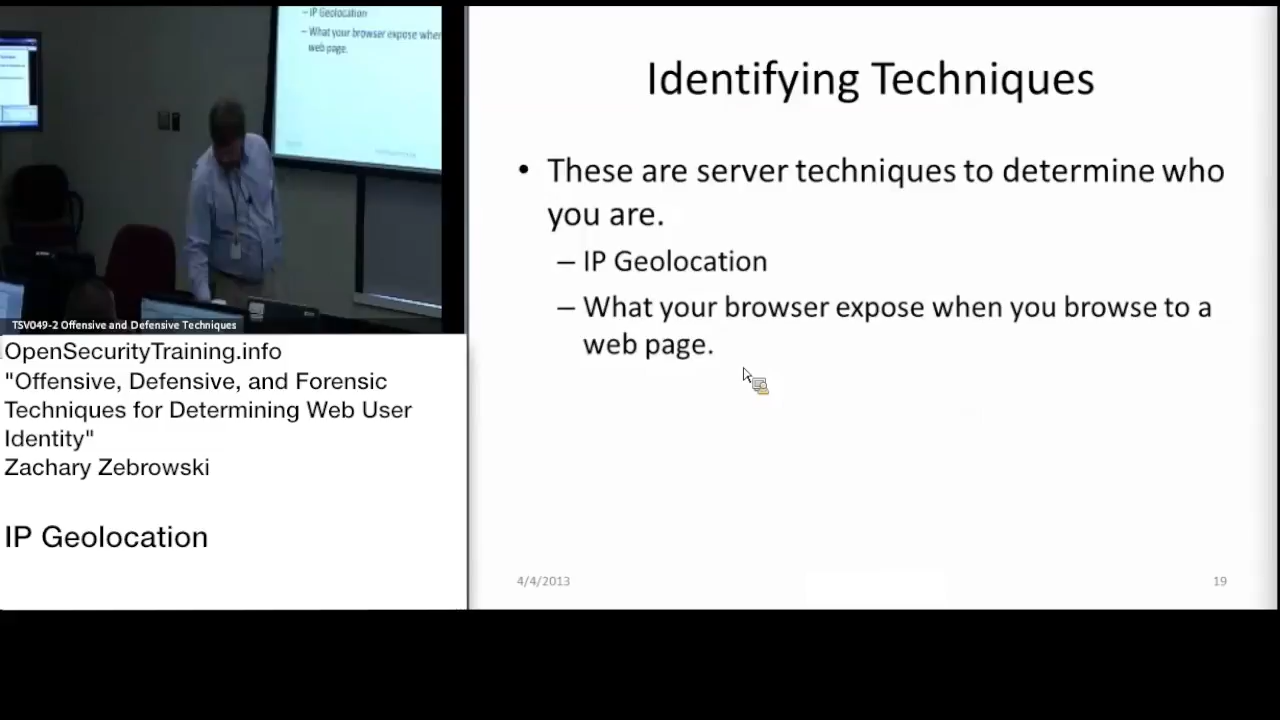 – IP Geolocation
– What your browser expose when
web page.
TSV049-2 Offensive and Defensive Techniques
OpenSecurityTraining.info
"Offensive, Defensive, and Forensic
Techniques for Determining Web User
Identity"
Zachary Zebrowski
IP Geolocation
Identifying Techniques
• These are server techniques to determine who
you are.
– IP Geolocation
– What your browser expose when you browse to a
web page.
4/4/2013
19